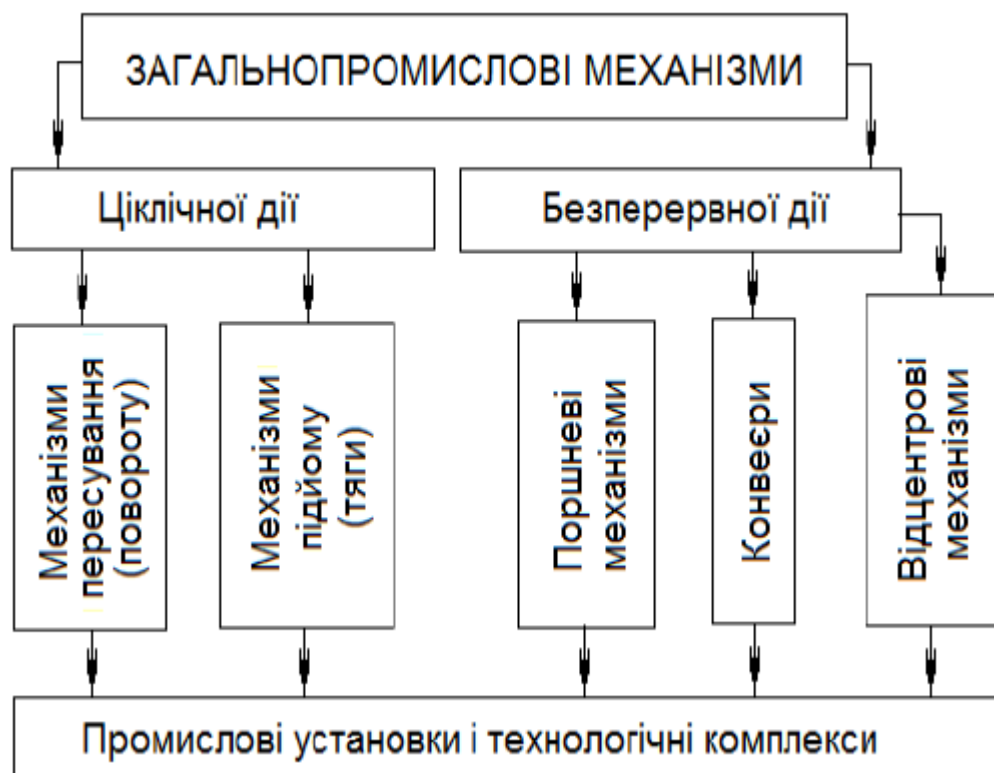 ЗАГАЛЬНОПРОМИСЛОВІ МЕХАНІЗМИ
Ціклічної дії
Безперервної дії
Механізми
пересування
(повороту)
Механізми
підйому
(тяги)
Поршневі
механізми
Конвеєри
Відцентрові
механізми
Промислові установки і технологічні комплекси